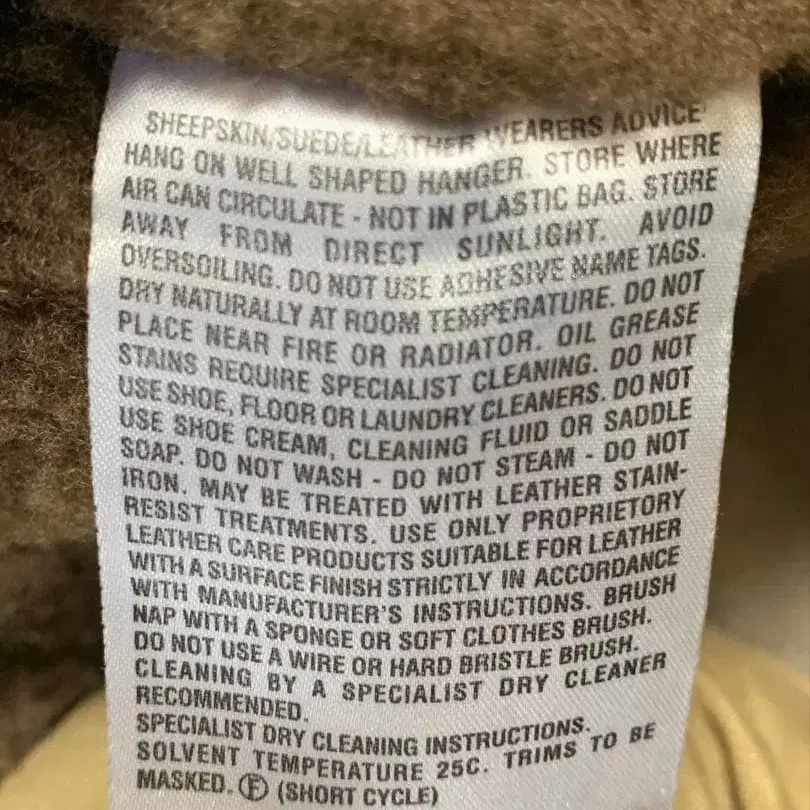 SHEEPSKIN/SUEDE/LEATHER WEARERS ADVICE
HANG ON WELL SHAPED HANGER. STORE WHERE
AIR CAN CIRCULATE - NOT IN PLASTIC BAG. STORE
AWAY FROM DIRECT SUNLIGHT. AVOID
OVERSOILING. DO NOT USE ADHESIVE NAME TAGS.
DRY NATURALLY AT ROOM TEMPERATURE. DO NOT
PLACE NEAR FIRE OR RADIATOR. OIL GREASE
STAINS REQUIRE SPECIALIST CLEANING. DO NOT
USE SHOE, FLOOR OR LAUNDRY CLEANERS. DO NOT
USE SHOE CREAM, CLEANING FLUID OR SADDLE
SOAP. DO NOT WASH - DO NOT STEAM - DO NOT
IRON. MAY BE TREATED WITH LEATHER STAIN-
RESIST TREATMENTS. USE ONLY PROPRIETORY
LEATHER CARE PRODUCTS SUITABLE FOR LEATHER
WITH A SURFACE FINISH STRICTLY IN ACCORDANCE
WITH MANUFACTURER'S INSTRUCTIONS. BRUSH
NAP WITH A SPONGE OR SOFT CLOTHES BRUSH.
DO NOT USE A WIRE OR HARD BRISTLE BRUSH.
CLEANING BY A SPECIALIST DRY CLEANER
RECOMMENDED.
SPECIALIST DRY CLEANING INSTRUCTIONS.
SOLVENT TEMPERATURE 25C. TRIMS TO BE
MASKED. Ⓕ (SHORT CYCLE)